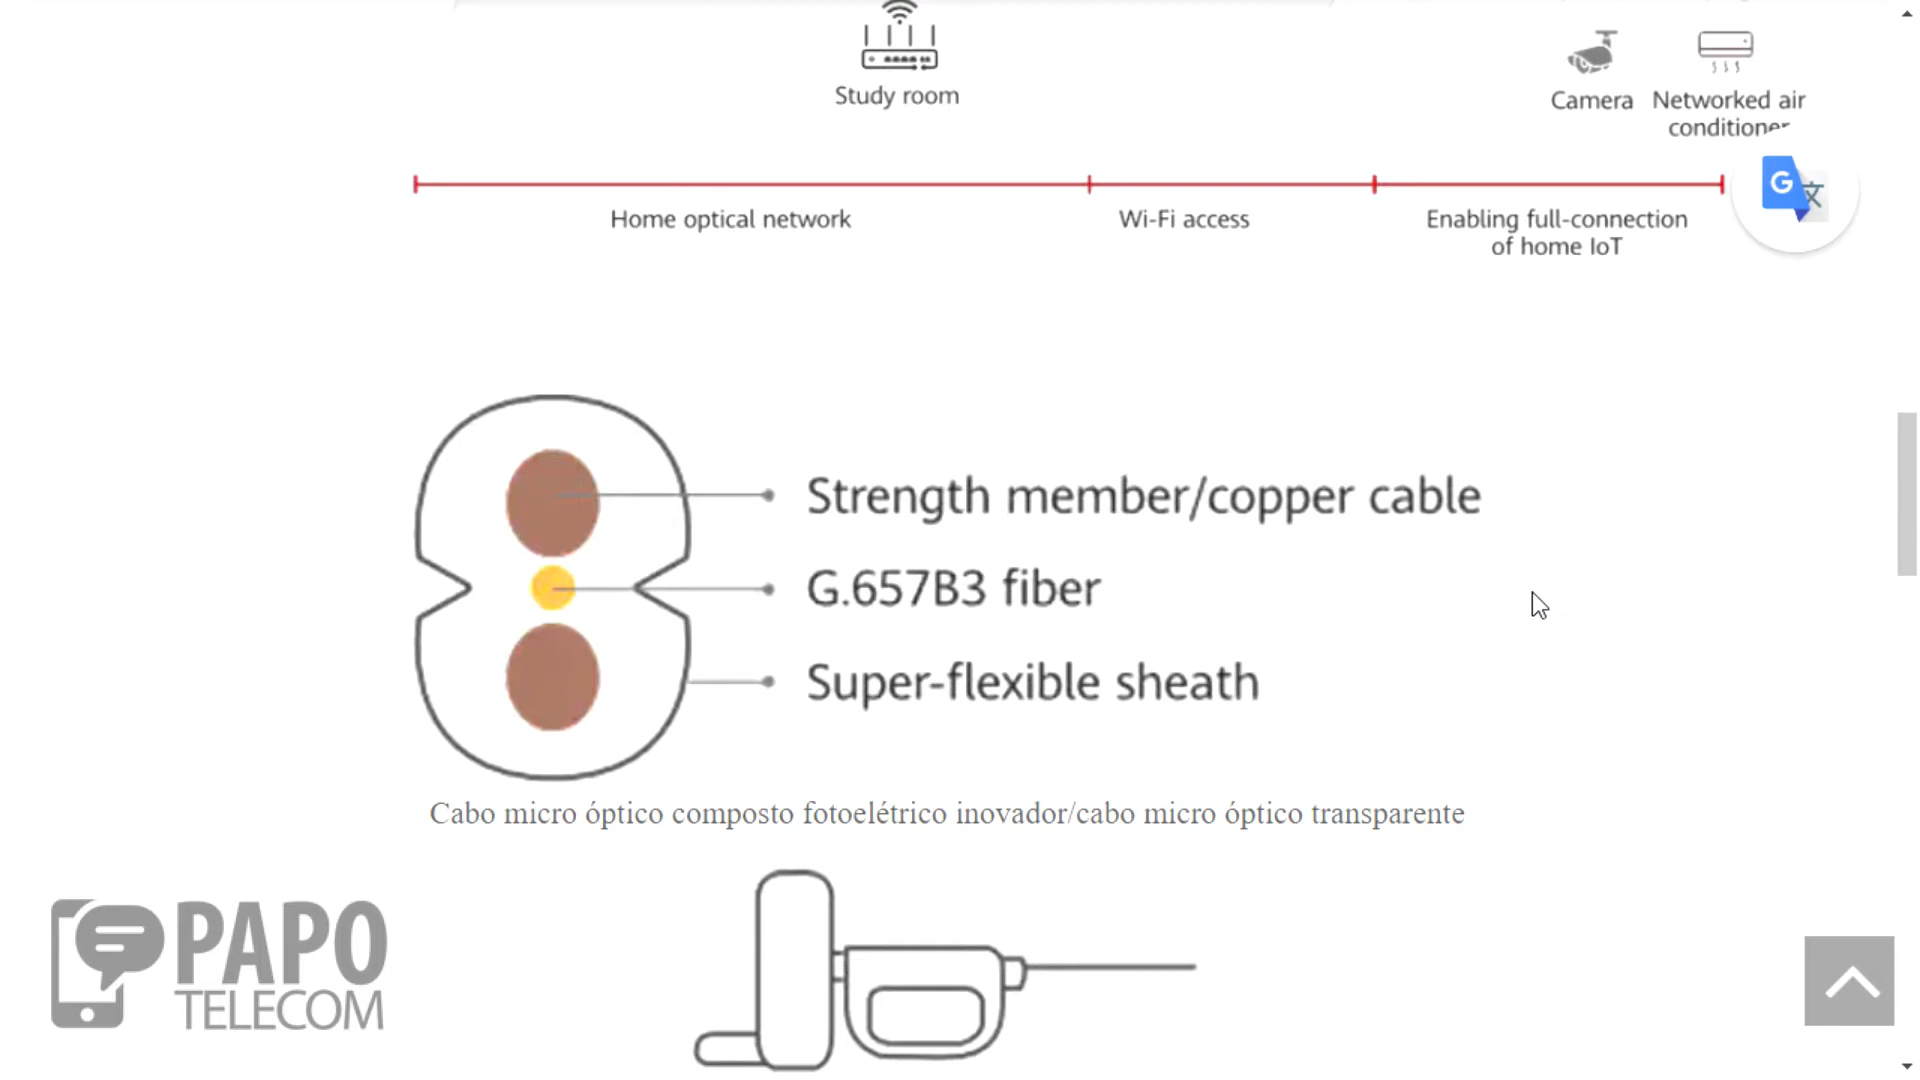 Study room
Camera
Networked air
conditioner
G 文
Home optical network
Wi-Fi access
Enabling full-connection
of home IoT
Strength member/copper cable
G.657B3 fiber
Super-flexible sheath
Cabo micro óptico composto fotoelétrico inovador/cabo micro óptico transparente
PAPO
TELECOM